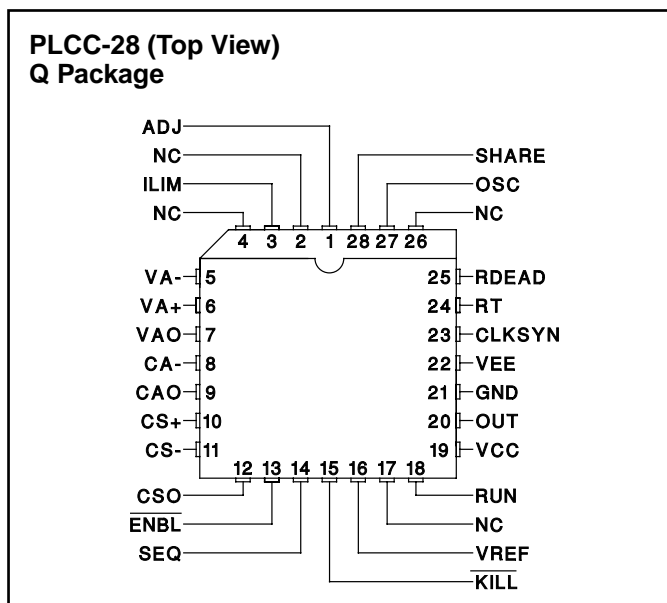 PLCC-28 (Top View)
Q Package
ADJ
NC
ILIM
NC
SHARE
OSC
NC
4 3 2 1 28 27 26
VA- 5
VA+ 6
VAO 7
CA- 8
CAO 9
CS+ 10
CS- 11
25 RDEAD
24 RT
23 CLKSYN
22 VEE
21 GND
20 OUT
19 VCC
12 13 14 15 16 17 18
CSO
ENBL
SEQ
RUN
NC
VREF
KILL